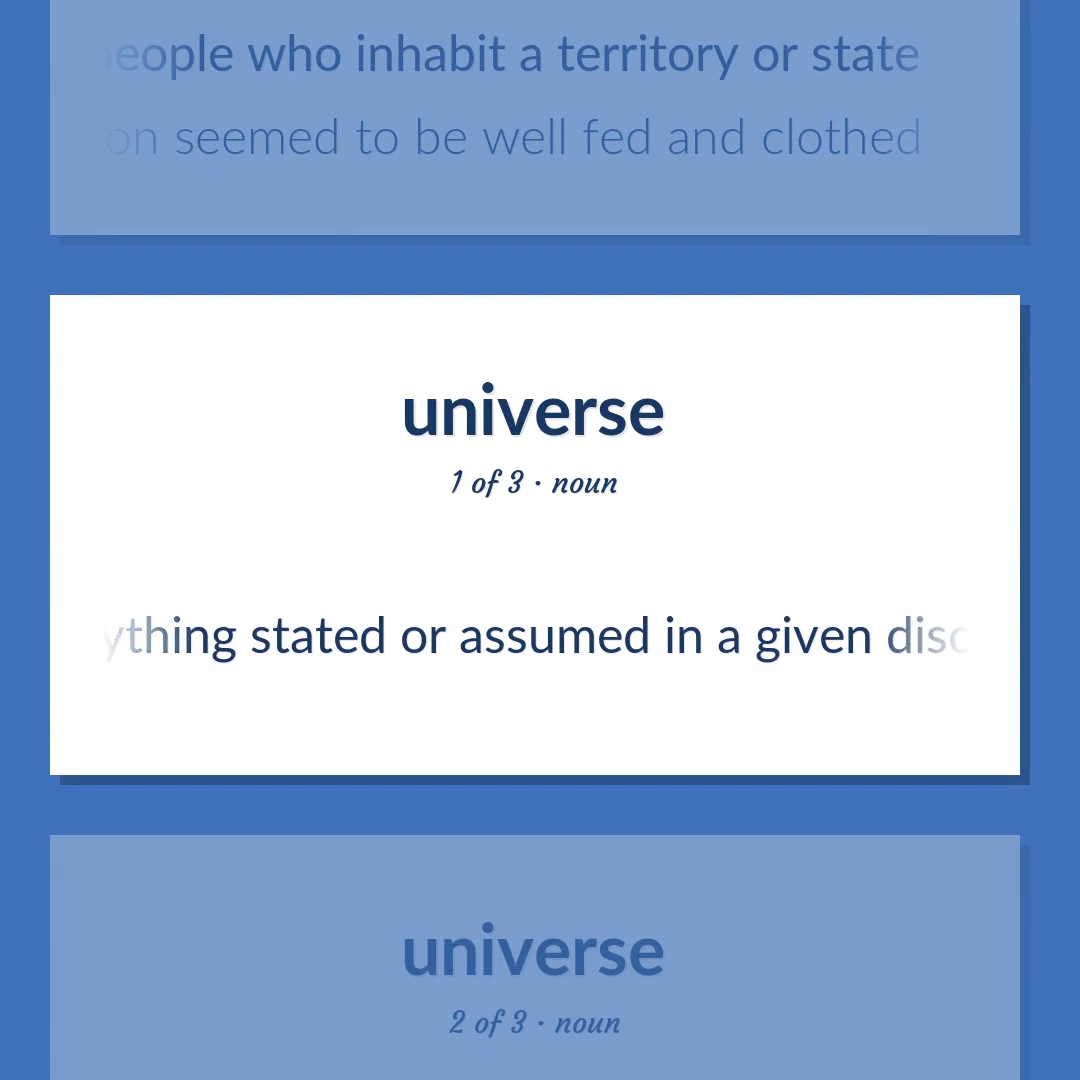 people who inhabit a territory or state
on seemed to be well fed and clothed
universe
1 of 3 · noun
ything stated or assumed in a given disc
universe
2 of 3 · noun